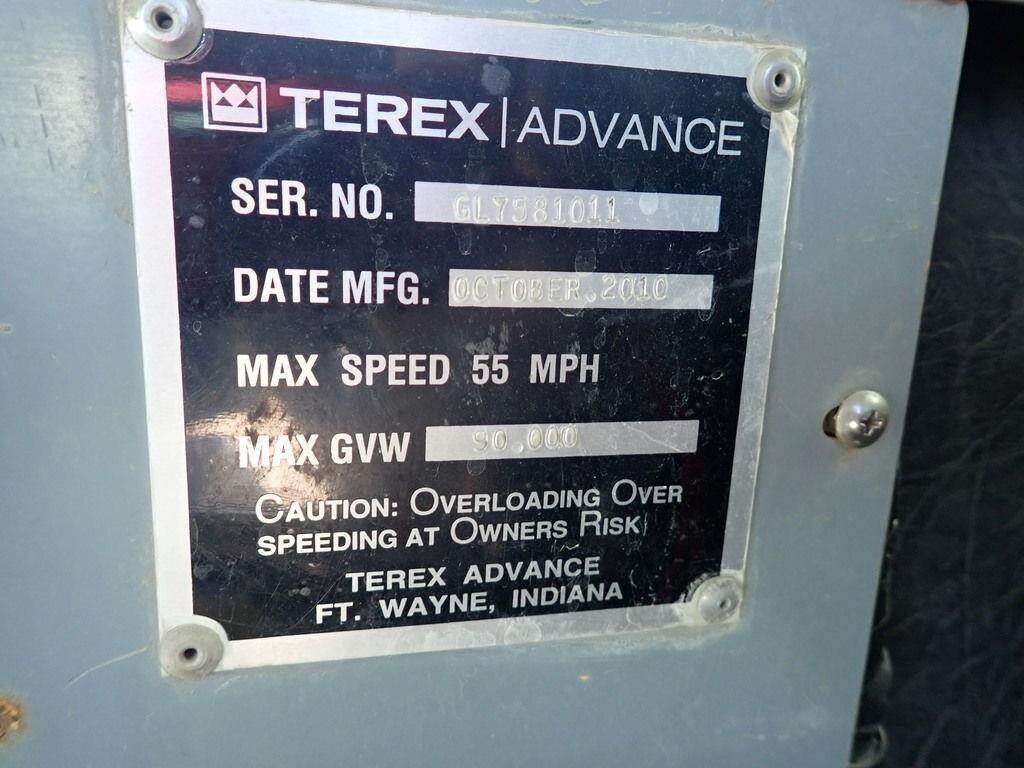 TEREX | ADVANCE
SER. NO. GL7581011
DATE MFG. OCTOBER.2010
MAX SPEED 55 MPH
MAX GVW 90,000
CAUTION: OVERLOADING OVER
SPEEDING AT OWNERS RISK
TEREX ADVANCE
FT. WAYNE, INDIANA